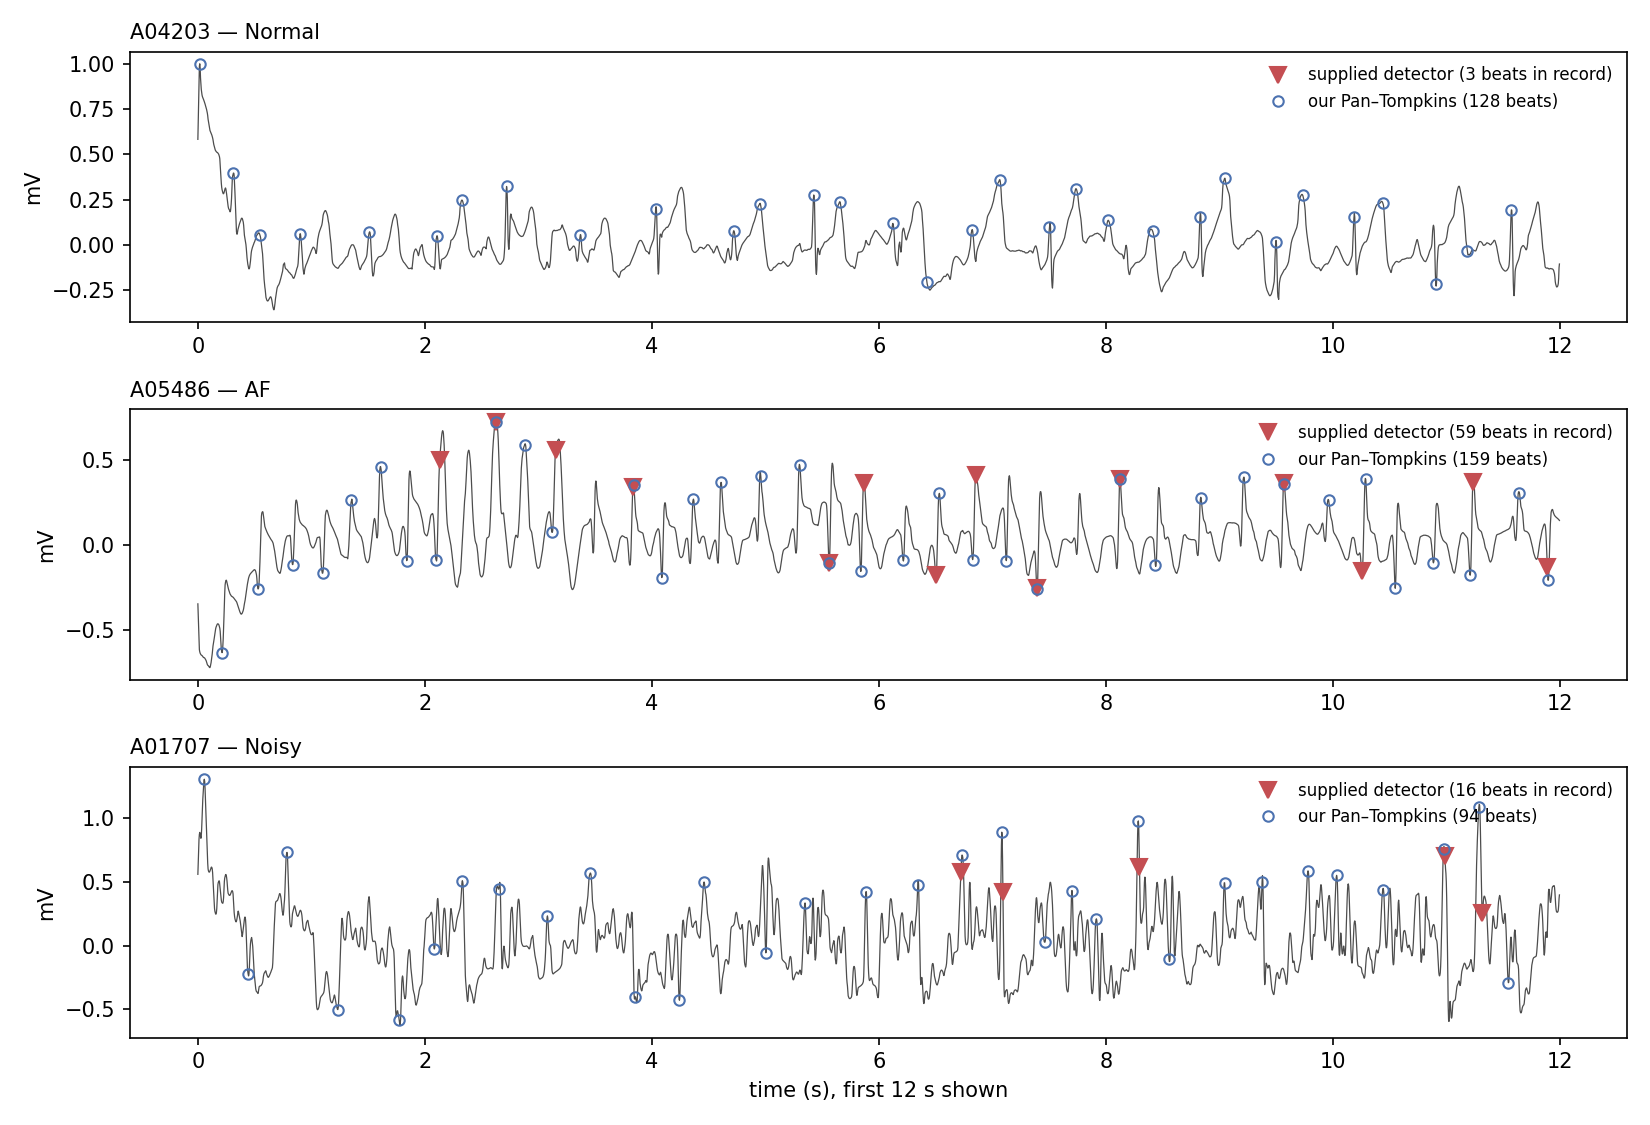 A04203 — Normal
1.00
0.75
0.50
0.25
0.00
−0.25
mV
supplied detector (3 beats in record)
our Pan–Tompkins (128 beats)
0 2 4 6 8 10 12
A05486 — AF
0.5
0.0
−0.5
mV
supplied detector (59 beats in record)
our Pan–Tompkins (159 beats)
0 2 4 6 8 10 12
A01707 — Noisy
1.0
0.5
0.0
−0.5
mV
supplied detector (16 beats in record)
our Pan–Tompkins (94 beats)
0 2 4 6 8 10 12
time (s), first 12 s shown